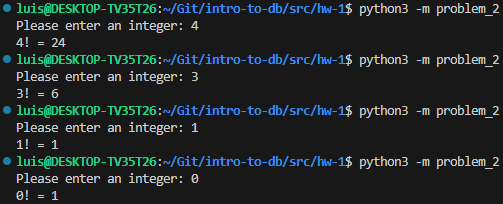 luis@DESKTOP-TV35T26:~/Git/intro-to-db/src/hw-1$ python3 -m problem_2
Please enter an integer: 4
4! = 24
luis@DESKTOP-TV35T26:~/Git/intro-to-db/src/hw-1$ python3 -m problem_2
Please enter an integer: 3
3! = 6
luis@DESKTOP-TV35T26:~/Git/intro-to-db/src/hw-1$ python3 -m problem_2
Please enter an integer: 1
1! = 1
luis@DESKTOP-TV35T26:~/Git/intro-to-db/src/hw-1$ python3 -m problem_2
Please enter an integer: 0
0! = 1